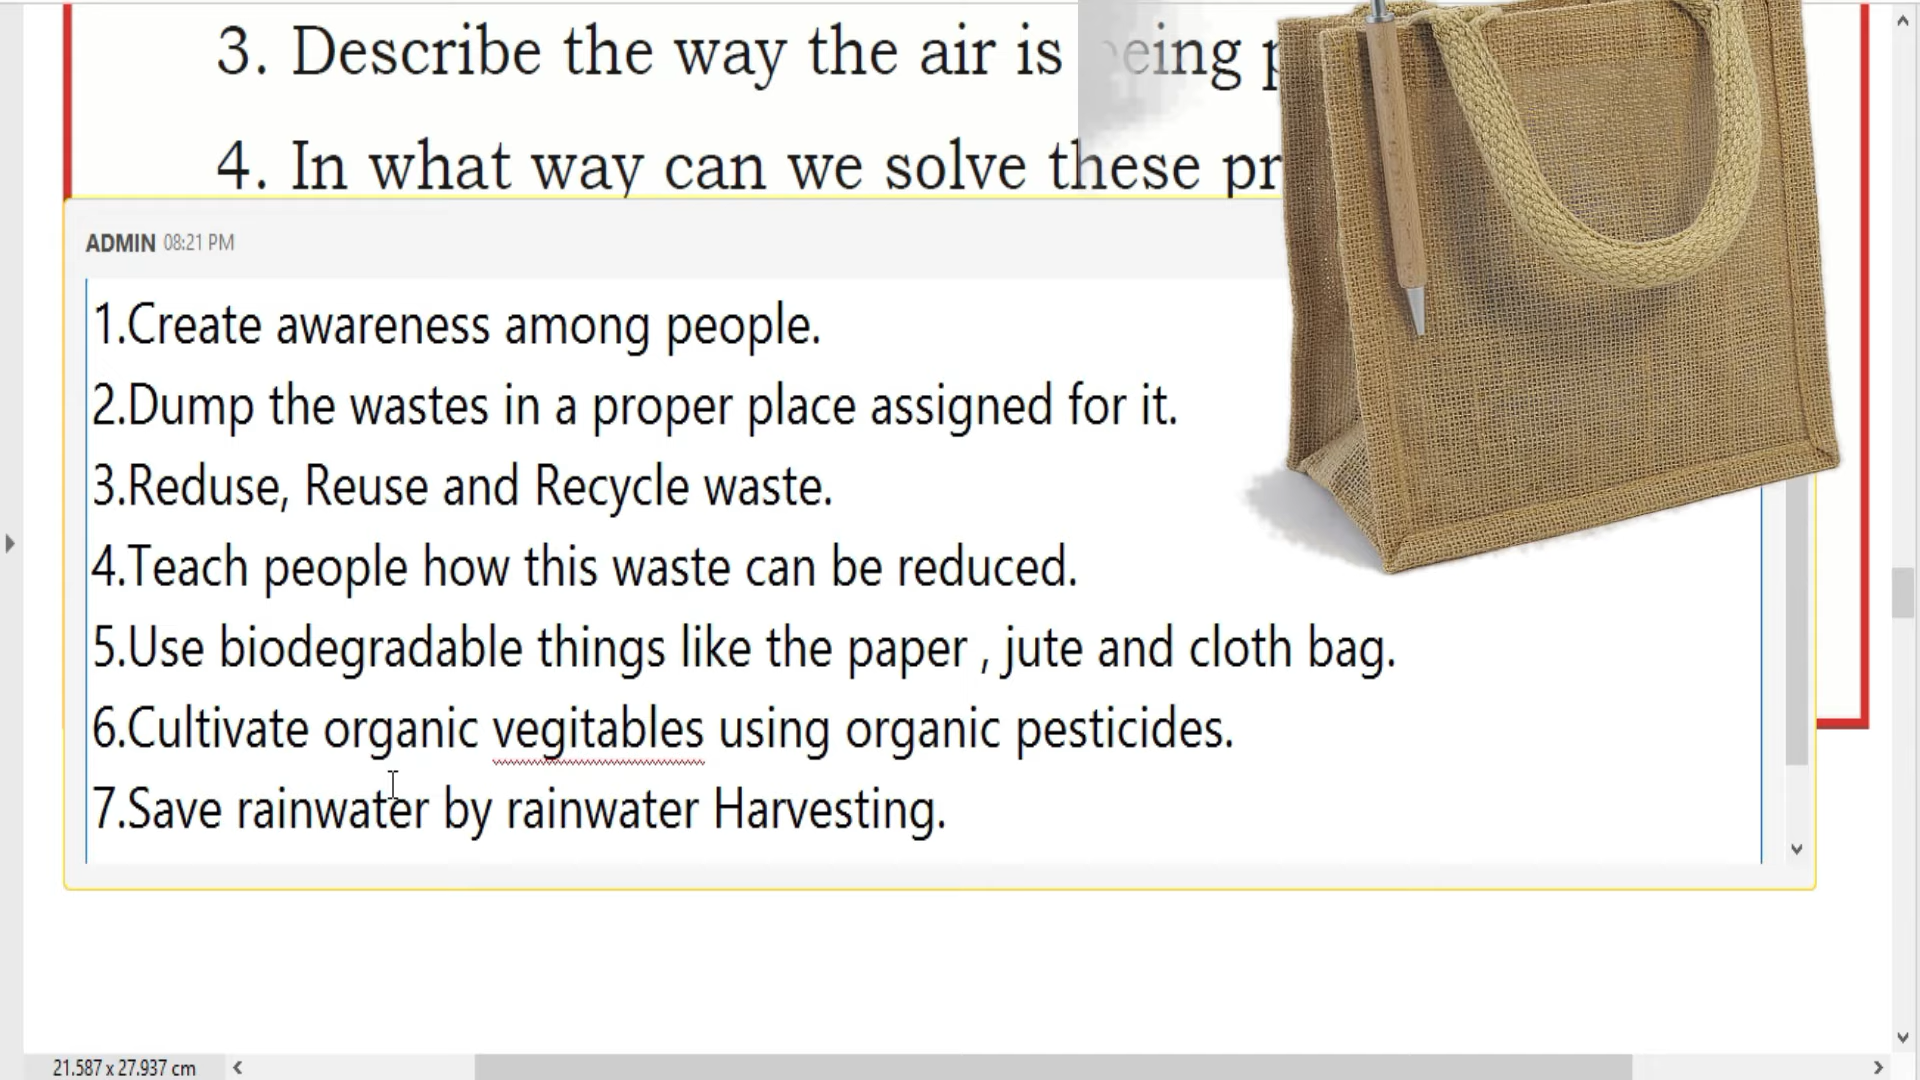 3. Describe the way the air is being
4. In what way can we solve these
ADMIN 08:21 PM
1.Create awareness among people.
2.Dump the wastes in a proper place assigned for it.
3.Reduse, Reuse and Recycle waste.
4.Teach people how this waste can be reduced.
5.Use biodegradable things like the paper , jute and cloth bag.
6.Cultivate organic vegitables using organic pesticides.
7.Save rainwater by rainwater Harvesting.
21.587 x 27.937 cm